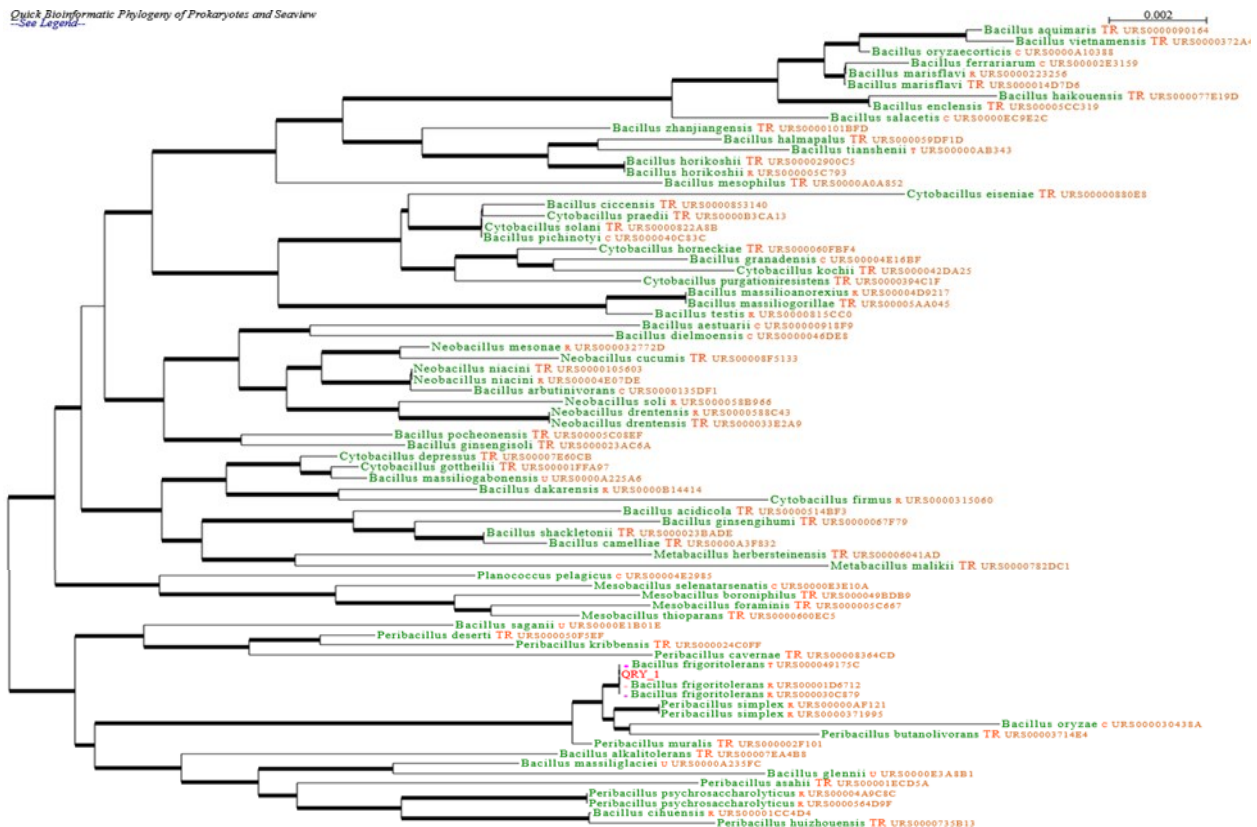 Quick Bioinformatic Phylogeny of Prokaryotes and Seaview
--See Legend--
0.002
Bacillus aquimaris TR URS0000090164
Bacillus vietnamensis TR URS0000372A4
Bacillus oryzaecorticis C URS0000A10388
Bacillus ferrariarum C URS00002E3159
Bacillus marisflavi R URS0000223256
Bacillus marisflavi TR URS000014D7D6
Bacillus haikouensis TR URS000077E19D
Bacillus enclensis TR URS00005CC319
Bacillus salacetis C URS0000EC9E2C
Bacillus zhanjiangensis TR URS0000101BFD
Bacillus halmapalus TR URS000059DF1D
Bacillus tianshenii T URS00000AB343
Bacillus horikoshii TR URS00002900C5
Bacillus horikoshii R URS000005C793
Bacillus mesophilus TR URS0000A0A852
Cytobacillus eiseniae TR URS00000880E8
Bacillus ciccensis TR URS0000853140
Cytobacillus praedii TR URS0000B3CA13
Cytobacillus solani TR URS0000822A8B
Bacillus pichinotyi C URS000040C83C
Cytobacillus horneckiae TR URS000060FBF4
Bacillus granadensis C URS00004E16BF
Cytobacillus kochii TR URS000042DA25
Cytobacillus purgationiresistens TR URS0000394C1F
Bacillus massilioanorexius R URS00004D9217
Bacillus massiliogorillae TR URS00005AA045
Bacillus testis R URS0000815CC0
Bacillus aestuarii C URS00000918F9
Bacillus dielmoensis C URS0000046DE8
Neobacillus mesonae R URS000032772D
Neobacillus cucumis TR URS00008F5133
Neobacillus niacini TR URS0000105603
Neobacillus niacini R URS00004E07DE
Bacillus arbutinivorans C URS0000135DF1
Neobacillus soli R URS000058B966
Neobacillus drentensis R URS0000588C43
Neobacillus drentensis TR URS000033E2A9
Bacillus pocheonensis TR URS00005C08EF
Bacillus ginsengisoli TR URS000023AC6A
Cytobacillus depressus TR URS00007E60CB
Cytobacillus gottheilii TR URS00001FFA97
Bacillus massiliogabonensis U URS0000A225A6
Bacillus dakarensis R URS0000B14414
Cytobacillus firmus R URS0000315060
Bacillus acidicola TR URS0000514BF3
Bacillus ginsengihumi TR URS0000067F79
Bacillus shackletonii TR URS000023BADE
Bacillus camelliae TR URS0000A3F832
Metabacillus herbersteinensis TR URS00006041AD
Metabacillus malikii TR URS0000782DC1
Planococcus pelagicus C URS00004E2985
Mesobacillus selenatarsenatis C URS0000E3E10A
Mesobacillus boroniphilus TR URS000049BDB9
Mesobacillus foraminis TR URS000005C667
Mesobacillus thioparans TR URS0000600EC5
Bacillus saganii U URS0000E1B01E
Peribacillus deserti TR URS000050F5EF
Peribacillus kribbensis TR URS000024C0FF
Peribacillus cavernae TR URS00008364CD
Bacillus frigoritolerans T URS000049175C
QRY_1
Bacillus frigoritolerans R URS00001D6712
Bacillus frigoritolerans R URS000030C879
Peribacillus simplex R URS00000AF121
Peribacillus simplex R URS0000371995
Bacillus oryzae C URS000030438A
Peribacillus butanolivorans TR URS00003714E4
Peribacillus muralis TR URS000002F101
Bacillus alkalitolerans TR URS00007EA4B8
Bacillus massiliglaciei U URS0000A235FC
Bacillus glennii U URS0000E3A8B1
Peribacillus asahii TR URS00001ECD5A
Peribacillus psychrosaccharolyticus R URS00004A9C8C
Peribacillus psychrosaccharolyticus R URS0000564D9F
Bacillus cihuensis R URS00001CC4D4
Peribacillus huizhouensis TR URS0000735B13